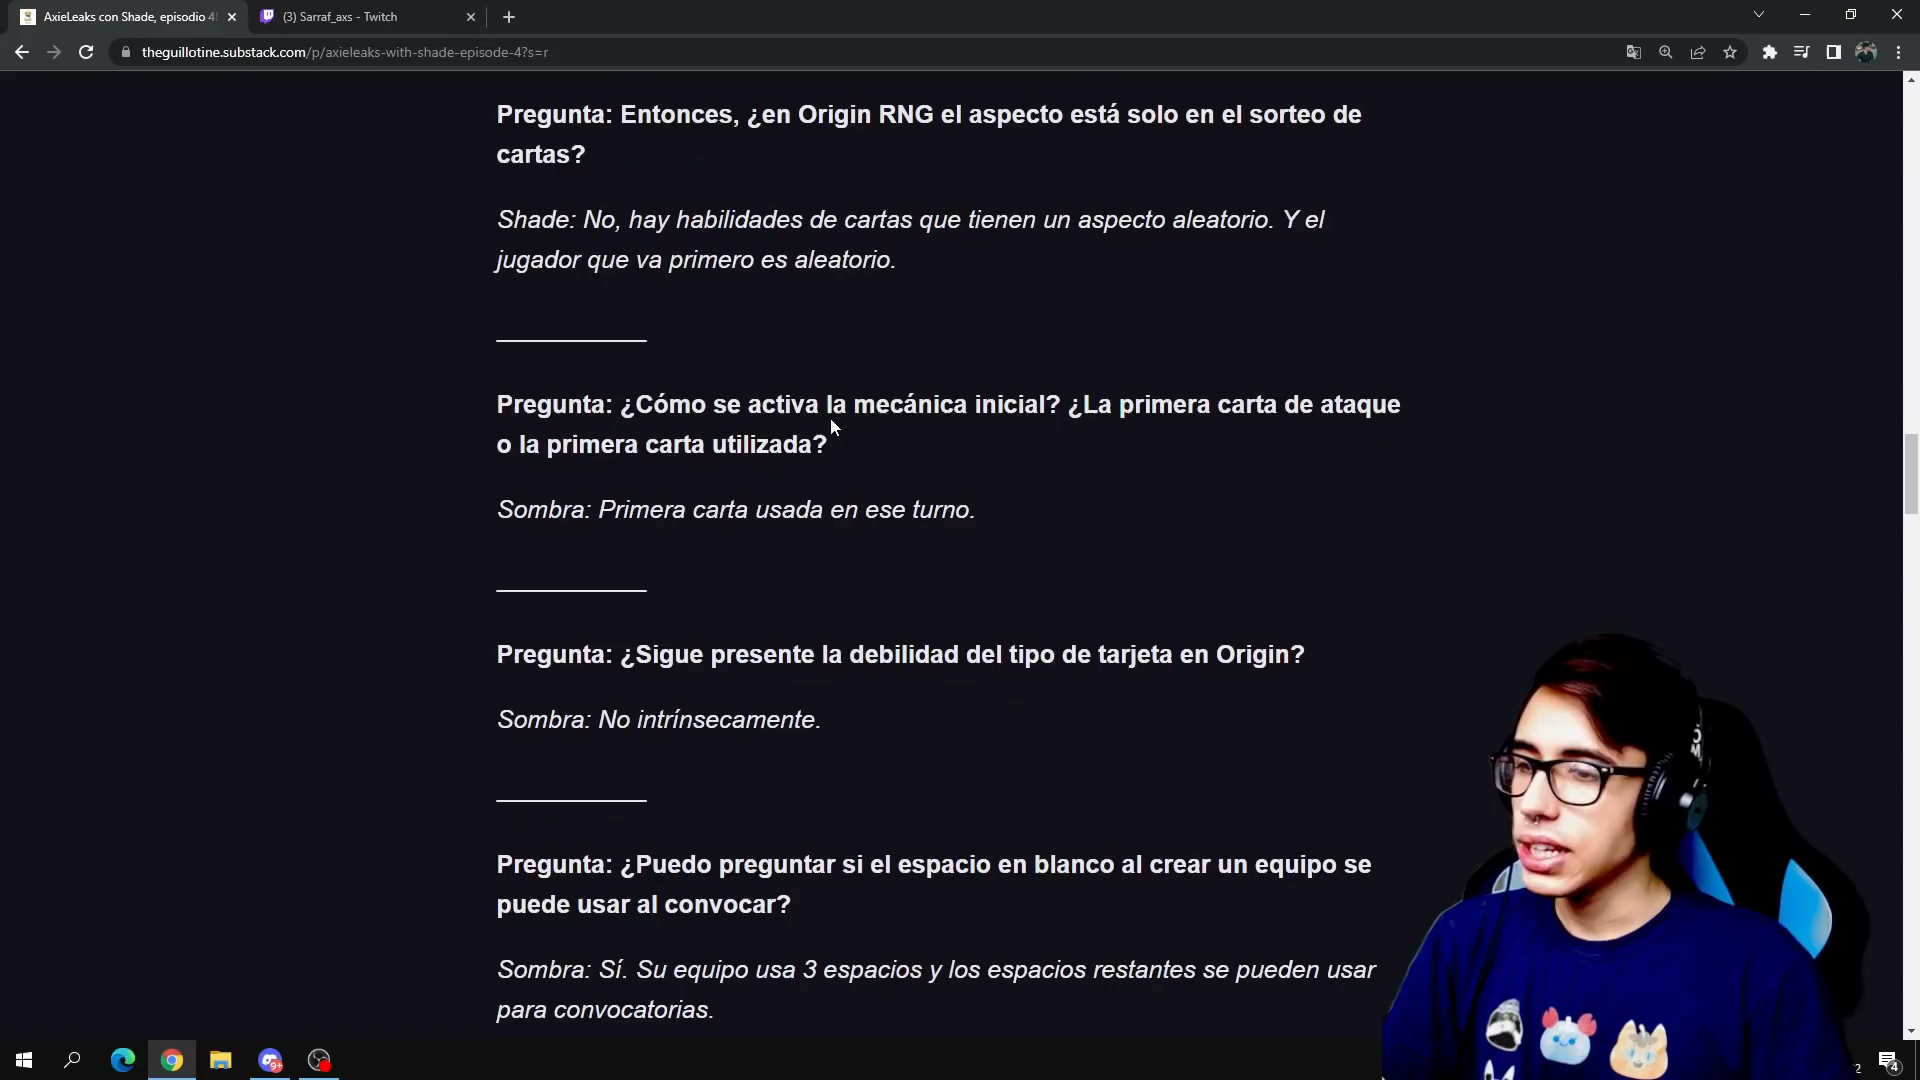 AxieLeaks con Shade, episodio 4
(3) Sarraf_axs - Twitch
theguillotine.substack.com/p/axieleaks-with-shade-episode-4?s=r
Pregunta: Entonces, ¿en Origin RNG el aspecto está solo en el sorteo de
cartas?
Shade: No, hay habilidades de cartas que tienen un aspecto aleatorio. Y el
jugador que va primero es aleatorio.
Pregunta: ¿Cómo se activa la mecánica inicial? ¿La primera carta de ataque
o la primera carta utilizada?
Sombra: Primera carta usada en ese turno.
Pregunta: ¿Sigue presente la debilidad del tipo de tarjeta en Origin?
Sombra: No intrínsecamente.
Pregunta: ¿Puedo preguntar si el espacio en blanco al crear un equipo se
puede usar al convocar?
Sombra: Sí. Su equipo usa 3 espacios y los espacios restantes se pueden usar
para convocatorias.
9+
2
4